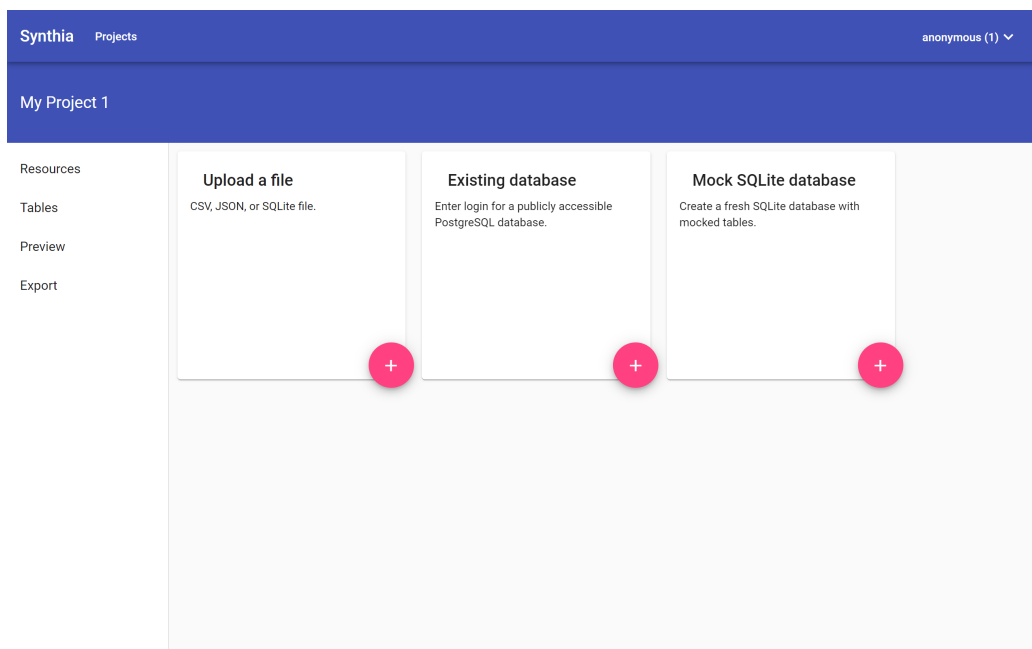 Synthia
Projects
anonymous (1)
My Project 1
Resources
Tables
Preview
Export
Upload a file
CSV, JSON, or SQLite file.
Existing database
Enter login for a publicly accessible
PostgreSQL database.
Mock SQLite database
Create a fresh SQLite database with
mocked tables.